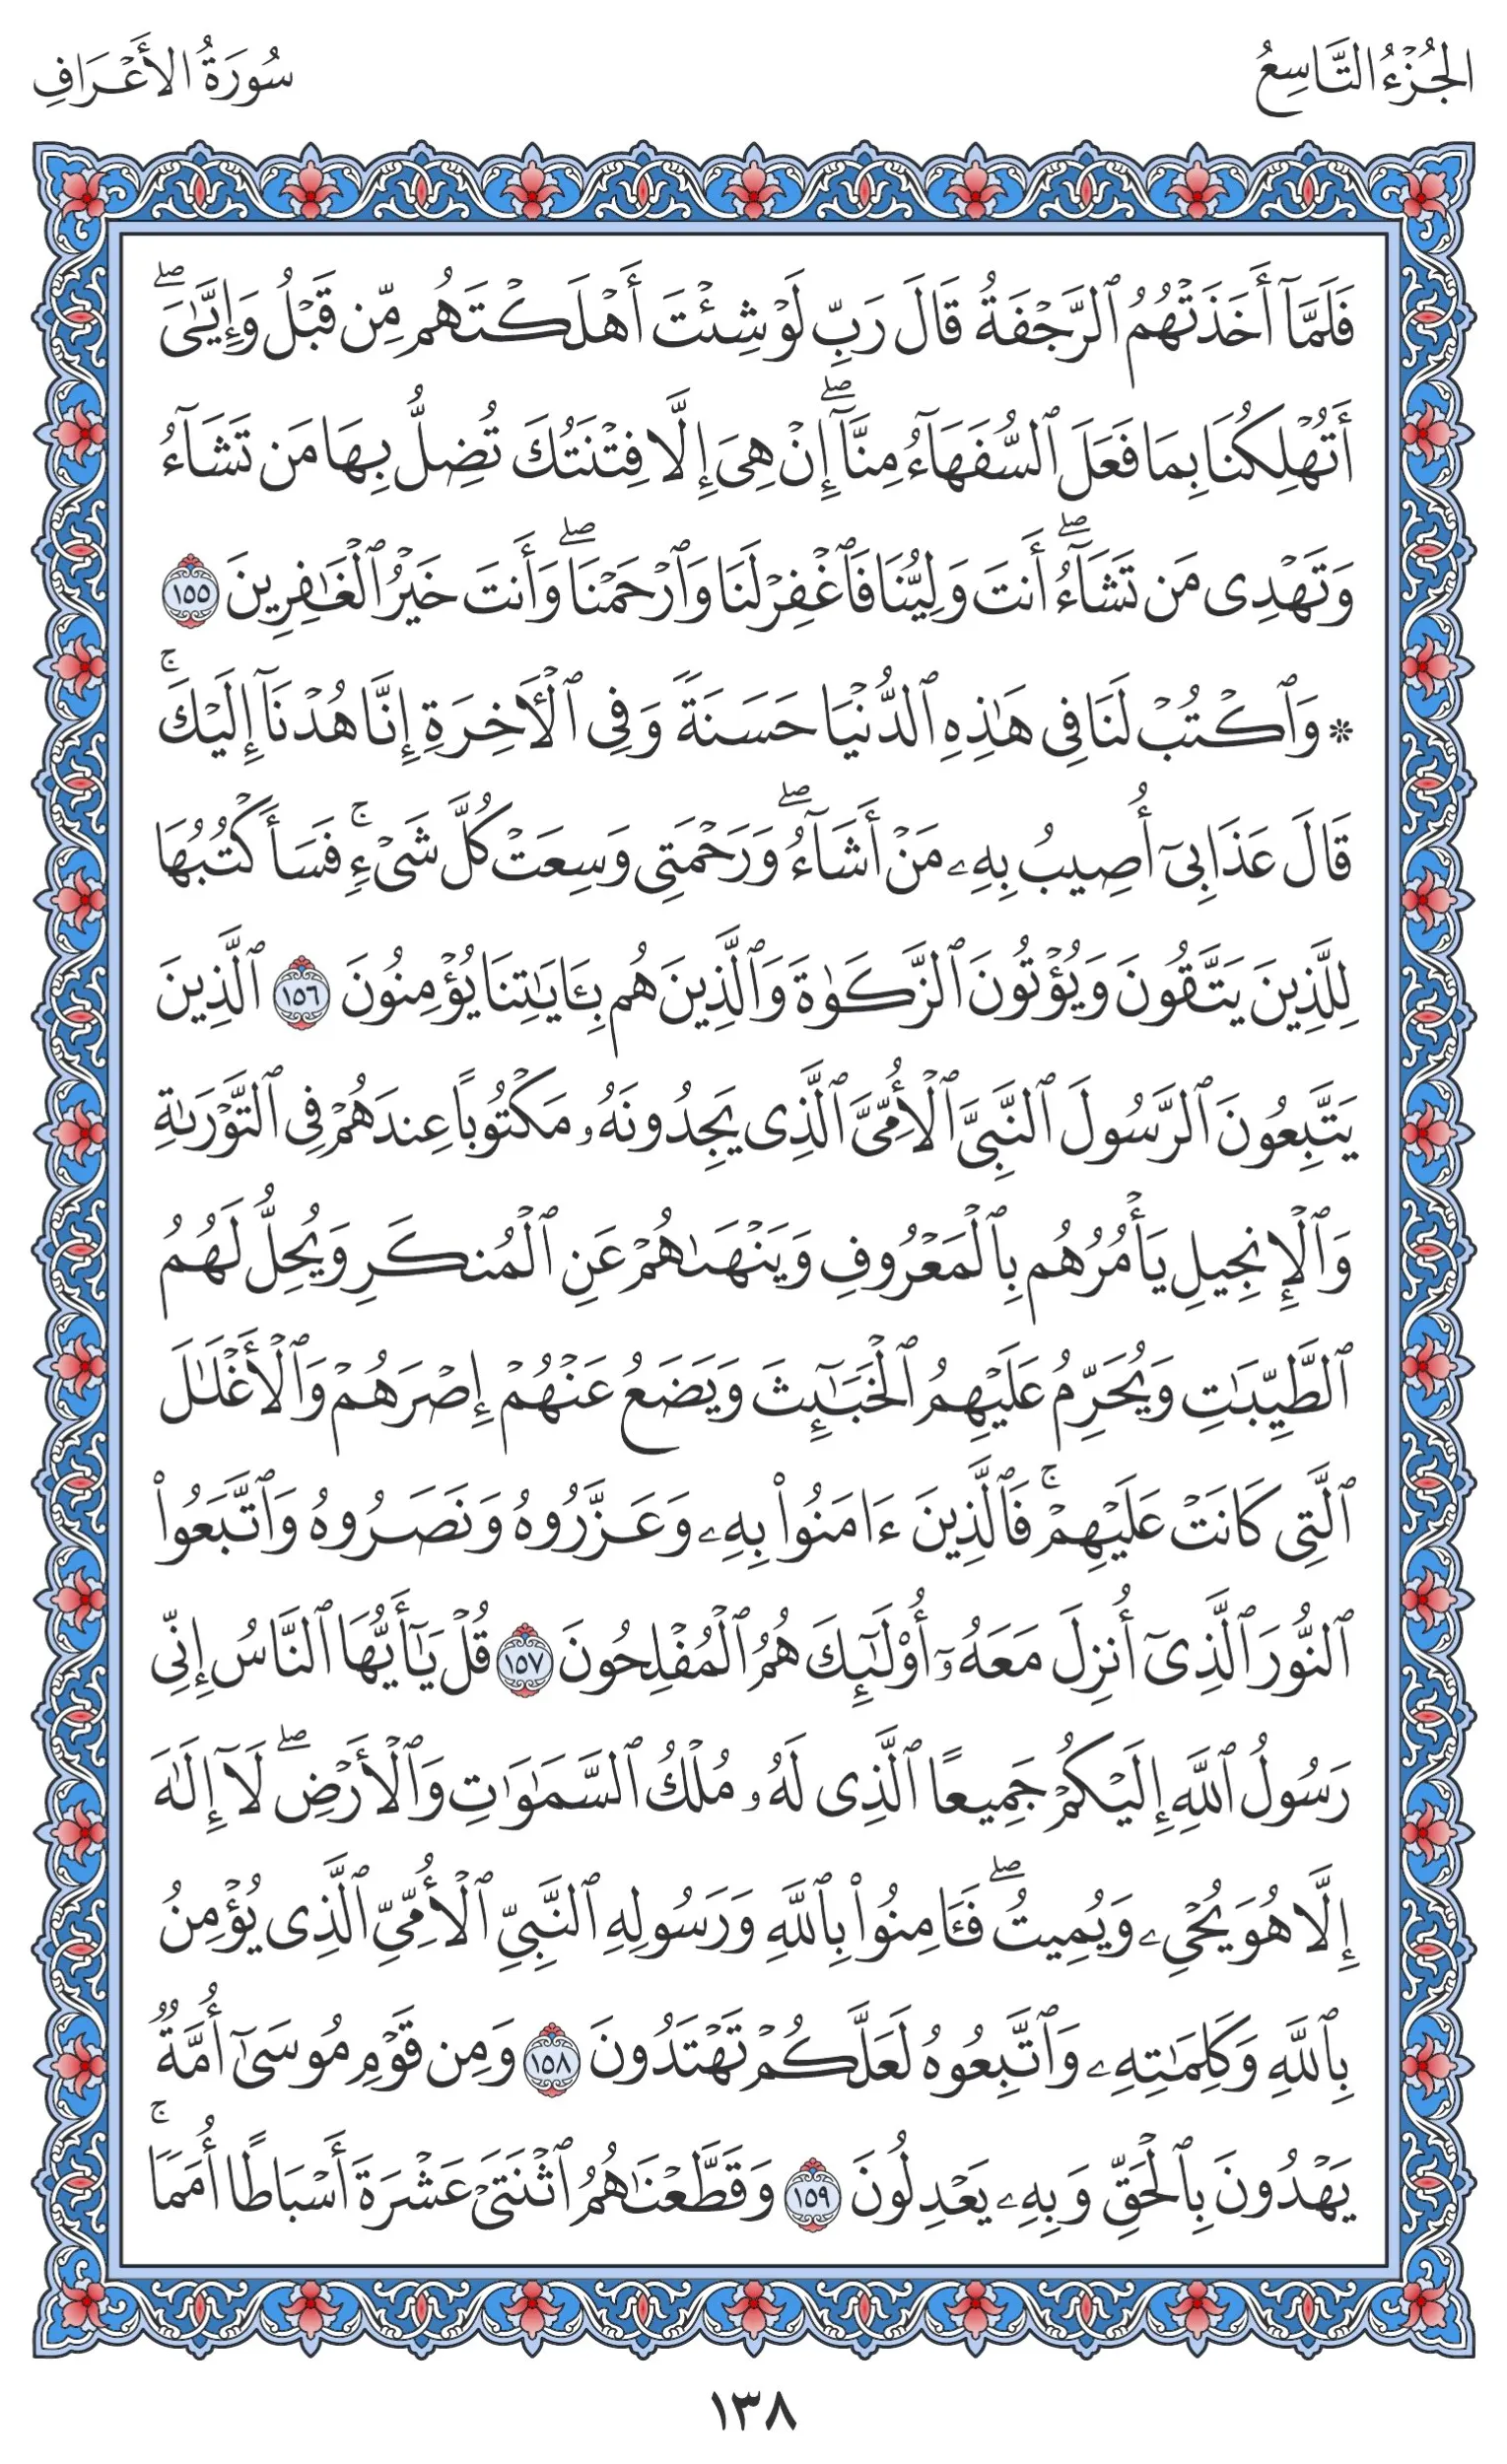 الجُزْءُ التَّاسِعُ
سُورَةُ الأَعْرَافِ
فَلَمَّآ أَخَذَتْهُمُ ٱلرَّجْفَةُ قَالَ رَبِّ لَوْ شِئْتَ أَهْلَكْتَهُم مِّن قَبْلُ وَإِيَّـٰىَ ۖ
أَتُهْلِكُنَا بِمَا فَعَلَ ٱلسُّفَهَآءُ مِنَّآ ۖ إِنْ هِىَ إِلَّا فِتْنَتُكَ تُضِلُّ بِهَا مَن تَشَآءُ
وَتَهْدِى مَن تَشَآءُ ۖ أَنتَ وَلِيُّنَا فَٱغْفِرْ لَنَا وَٱرْحَمْنَا ۖ وَأَنتَ خَيْرُ ٱلْغَـٰفِرِينَ ١٥٥
۞ وَٱكْتُبْ لَنَا فِى هَـٰذِهِ ٱلدُّنْيَا حَسَنَةً وَفِى ٱلْـَٔاخِرَةِ إِنَّا هُدْنَآ إِلَيْكَ ۚ
قَالَ عَذَابِىٓ أُصِيبُ بِهِۦ مَنْ أَشَآءُ ۖ وَرَحْمَتِى وَسِعَتْ كُلَّ شَىْءٍ ۚ فَسَأَكْتُبُهَا
لِلَّذِينَ يَتَّقُونَ وَيُؤْتُونَ ٱلزَّكَوٰةَ وَٱلَّذِينَ هُم بِـَٔايَـٰتِنَا يُؤْمِنُونَ ١٥٦ ٱلَّذِينَ
يَتَّبِعُونَ ٱلرَّسُولَ ٱلنَّبِىَّ ٱلْأُمِّىَّ ٱلَّذِى يَجِدُونَهُۥ مَكْتُوبًا عِندَهُمْ فِى ٱلتَّوْرَىٰةِ
وَٱلْإِنجِيلِ يَأْمُرُهُم بِٱلْمَعْرُوفِ وَيَنْهَىٰهُمْ عَنِ ٱلْمُنكَرِ وَيُحِلُّ لَهُمُ
ٱلطَّيِّبَـٰتِ وَيُحَرِّمُ عَلَيْهِمُ ٱلْخَبَـٰٓئِثَ وَيَضَعُ عَنْهُمْ إِصْرَهُمْ وَٱلْأَغْلَـٰلَ
ٱلَّتِى كَانَتْ عَلَيْهِمْ ۚ فَٱلَّذِينَ ءَامَنُوا۟ بِهِۦ وَعَزَّرُوهُ وَنَصَرُوهُ وَٱتَّبَعُوا۟
ٱلنُّورَ ٱلَّذِىٓ أُنزِلَ مَعَهُۥٓ أُو۟لَـٰٓئِكَ هُمُ ٱلْمُفْلِحُونَ ١٥٧ قُلْ يَـٰٓأَيُّهَا ٱلنَّاسُ إِنِّى
رَسُولُ ٱللَّهِ إِلَيْكُمْ جَمِيعًا ٱلَّذِى لَهُۥ مُلْكُ ٱلسَّمَـٰوَٰتِ وَٱلْأَرْضِ ۖ لَآ إِلَـٰهَ
إِلَّا هُوَ يُحْىِۦ وَيُمِيتُ ۖ فَـَٔامِنُوا۟ بِٱللَّهِ وَرَسُولِهِ ٱلنَّبِىِّ ٱلْأُمِّىِّ ٱلَّذِى يُؤْمِنُ
بِٱللَّهِ وَكَلِمَـٰتِهِۦ وَٱتَّبِعُوهُ لَعَلَّكُمْ تَهْتَدُونَ ١٥٨ وَمِن قَوْمِ مُوسَىٰٓ أُمَّةٌ
يَهْدُونَ بِٱلْحَقِّ وَبِهِۦ يَعْدِلُونَ ١٥٩ وَقَطَّعْنَـٰهُمُ ٱثْنَتَىْ عَشْرَةَ أَسْبَاطًا أُمَمًا ۚ
١٣٨